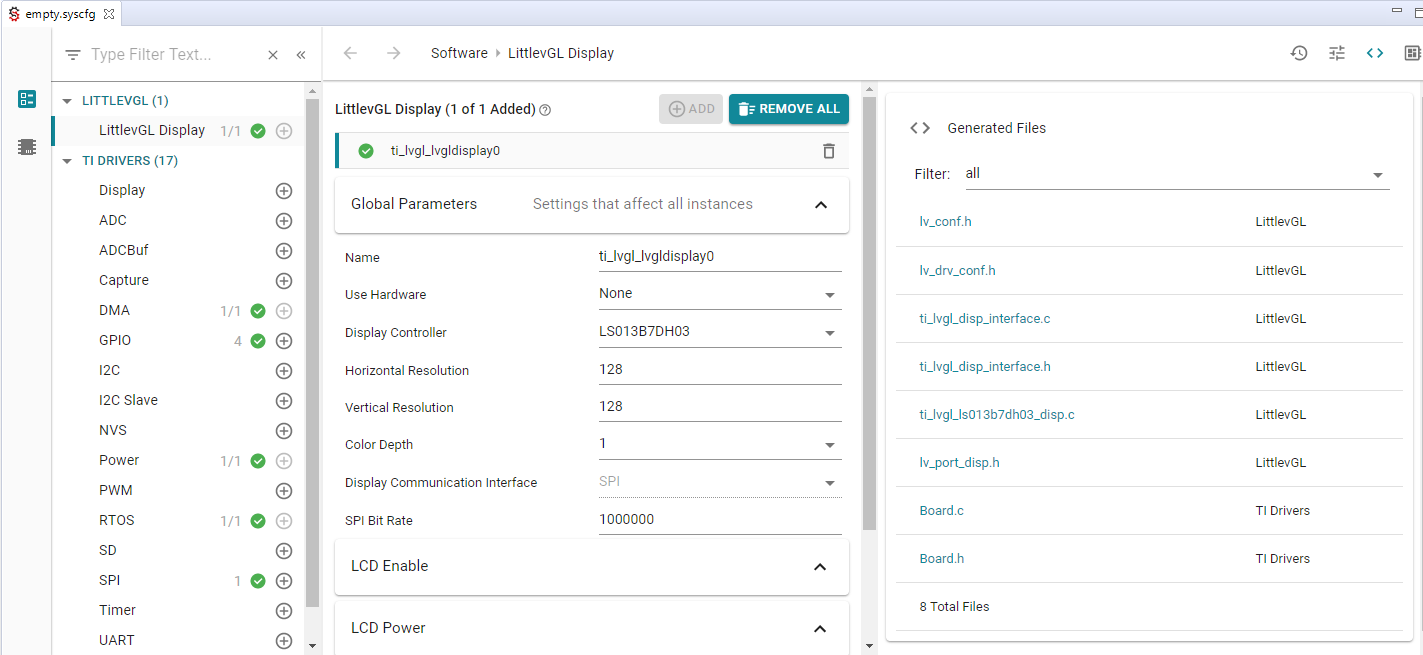 empty.syscfg
Type Filter Text...
Software
LittlevGL Display
LITTLEVGL (1)
LittlevGL Display 1/1
TI DRIVERS (17)
Display
ADC
ADCBuf
Capture
DMA 1/1
GPIO 4
I2C
I2C Slave
NVS
Power 1/1
PWM
RTOS 1/1
SD
SPI 1
Timer
UART
LittlevGL Display (1 of 1 Added)
ADD
REMOVE ALL
ti_lvgl_lvgldisplay0
Global Parameters Settings that affect all instances
Name ti_lvgl_lvgldisplay0
Use Hardware None
Display Controller LS013B7DH03
Horizontal Resolution 128
Vertical Resolution 128
Color Depth 1
Display Communication Interface SPI
SPI Bit Rate 1000000
LCD Enable
LCD Power
Generated Files
Filter: all
lv_conf.h LittlevGL
lv_drv_conf.h LittlevGL
ti_lvgl_disp_interface.c LittlevGL
ti_lvgl_disp_interface.h LittlevGL
ti_lvgl_ls013b7dh03_disp.c LittlevGL
lv_port_disp.h LittlevGL
Board.c TI Drivers
Board.h TI Drivers
8 Total Files